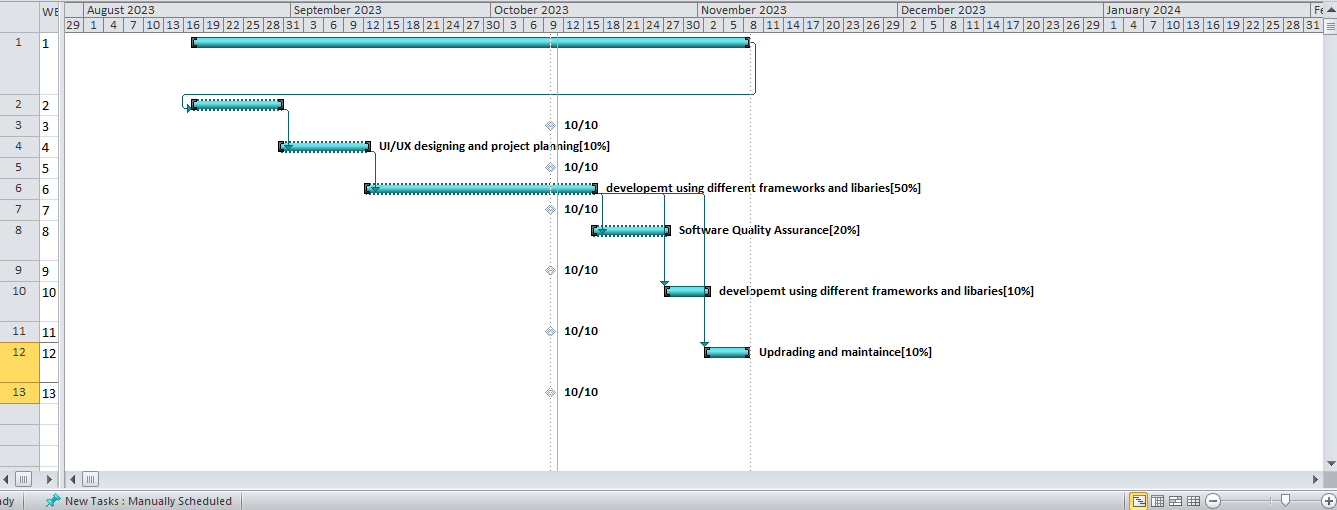 WE
August 2023 September 2023 October 2023 November 2023 December 2023 January 2024 Fe
29 1 4 7 10 13 16 19 22 25 28 31 3 6 9 12 15 18 21 24 27 30 3 6 9 12 15 18 21 24 27 30 2 5 8 11 14 17 20 23 26 29 2 5 8 11 14 17 20 23 26 29 1 4 7 10 13 16 19 22 25 28 31
1 1
2 2
3 3 10/10
4 4 UI/UX designing and project planning[10%]
5 5 10/10
6 6 developemt using different frameworks and libaries[50%]
7 7 10/10
8 8 Software Quality Assurance[20%]
9 9 10/10
10 10 developemt using different frameworks and libaries[10%]
11 11 10/10
12 12 Updrading and maintaince[10%]
13 13 10/10
ady New Tasks : Manually Scheduled